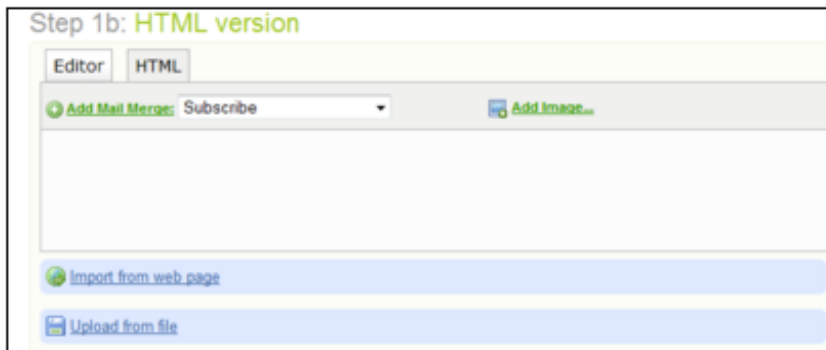 Step 1b: HTML version
Editor HTML
Add Mail Merge: Subscribe Add Image...
Import from web page
Upload from file